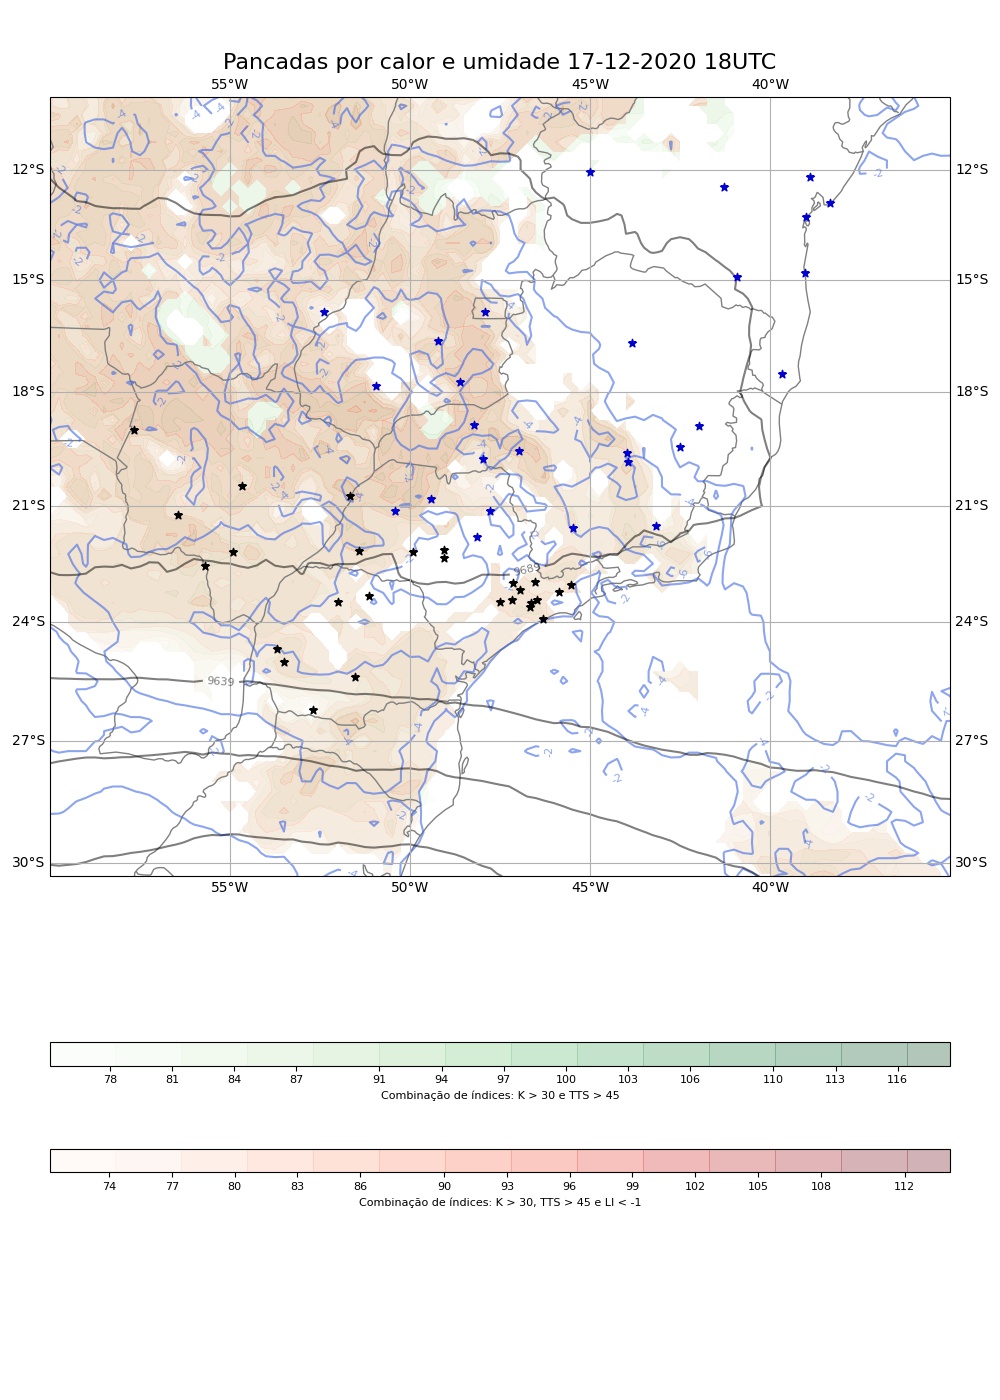 Pancadas por calor e umidade 17-12-2020 18UTC
55°W 50°W 45°W 40°W
12°S 12°S
15°S 15°S
18°S 18°S
21°S 21°S
9689
24°S 24°S
9639
27°S 27°S
30°S 30°S
55°W 50°W 45°W 40°W
78 81 84 87 91 94 97 100 103 106 110 113 116
Combinação de índices: K > 30 e TTS > 45
74 77 80 83 86 90 93 96 99 102 105 108 112
Combinação de índices: K > 30, TTS > 45 e LI < -1